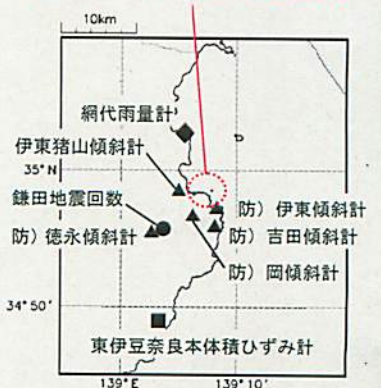 10km
網代雨量計
伊東猪山傾斜計
35°N
鎌田地震回数
防）伊東傾斜計
防）徳永傾斜計
防）吉田傾斜計
防）岡傾斜計
34°50'
東伊豆奈良本体積ひずみ計
139°E
139°10'